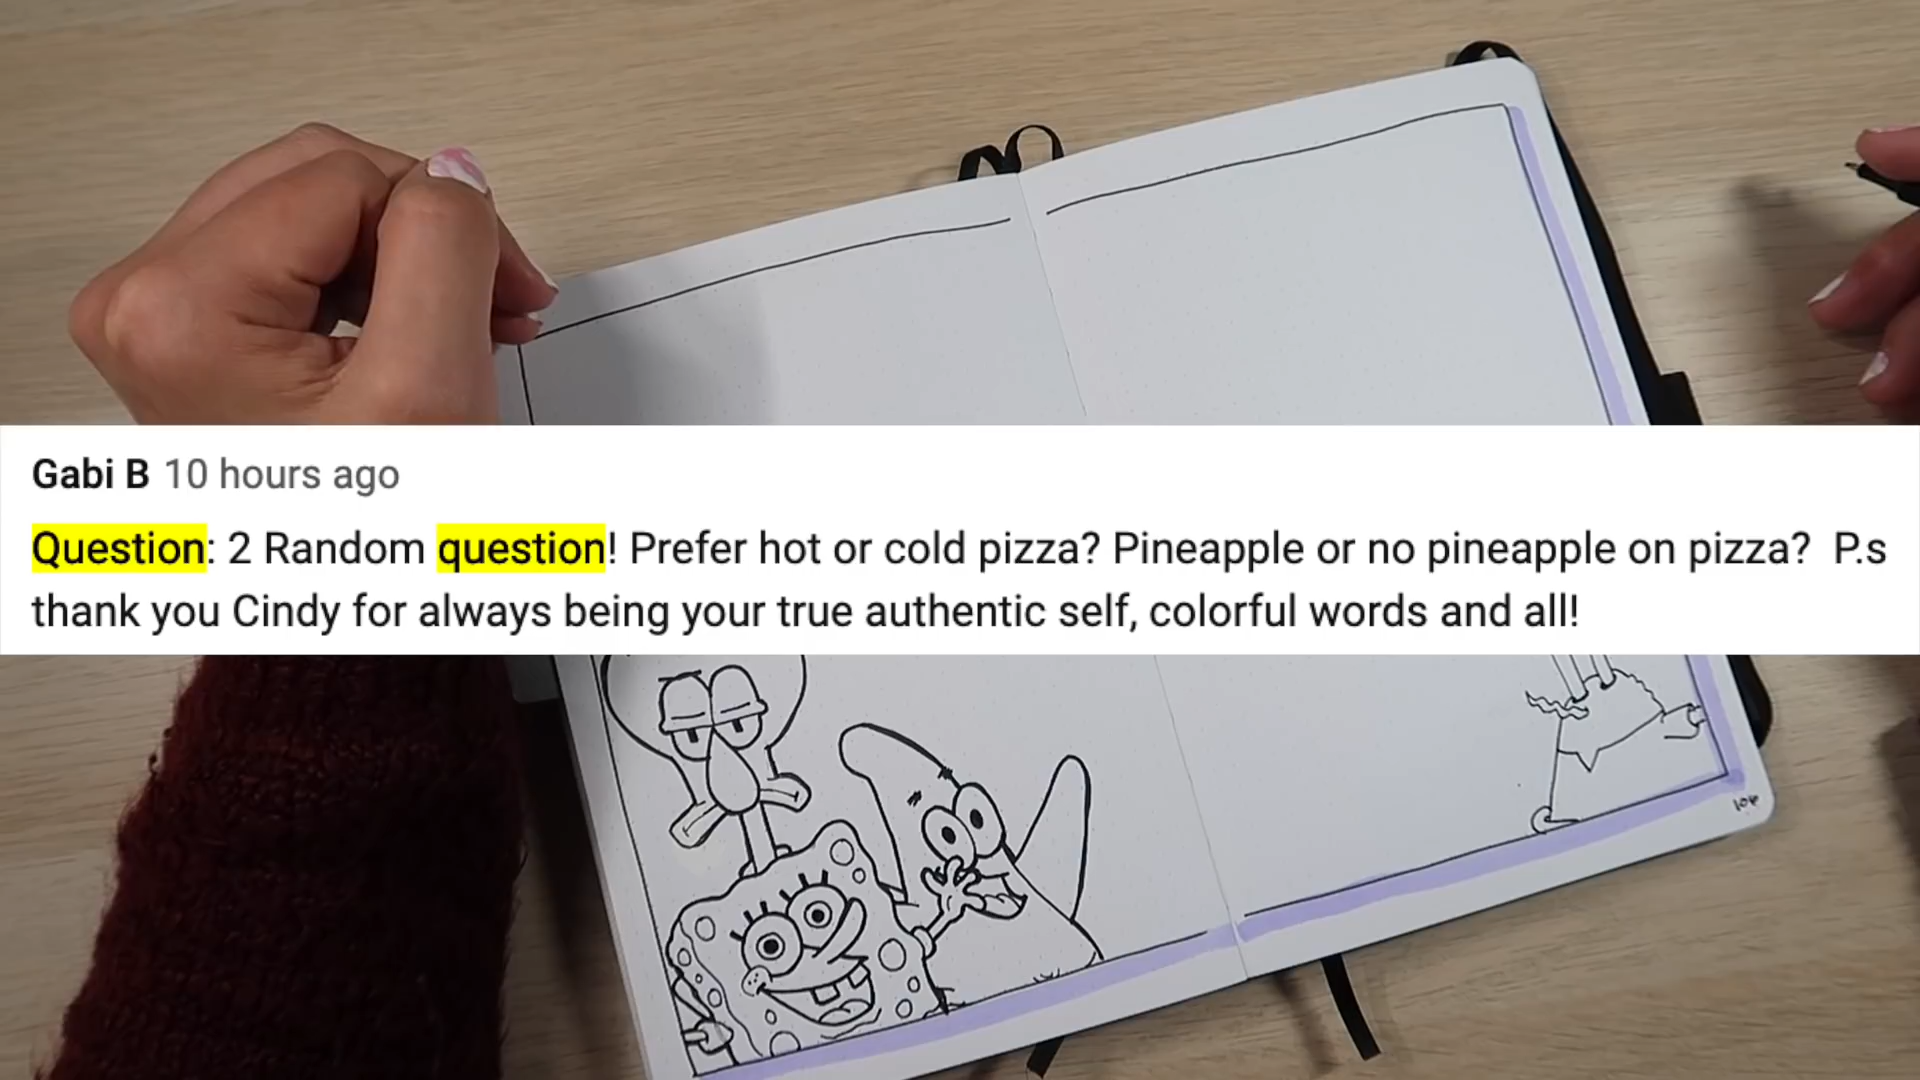 Gabi B 10 hours ago
Question: 2 Random question! Prefer hot or cold pizza? Pineapple or no pineapple on pizza? P.s
thank you Cindy for always being your true authentic self, colorful words and all!
104